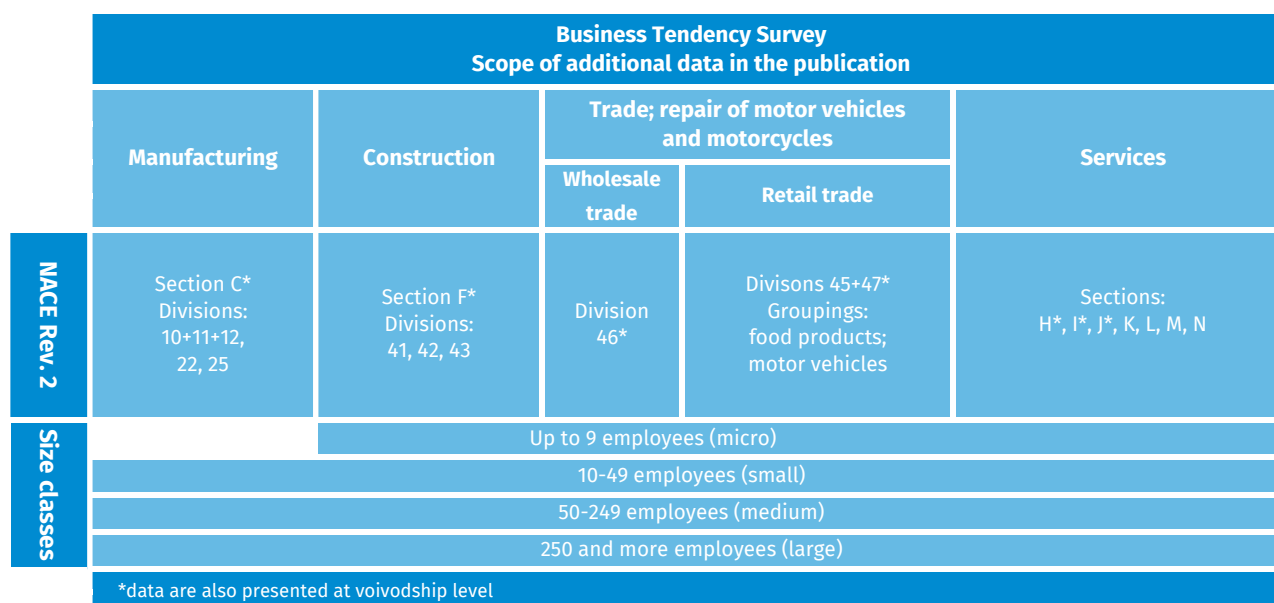 Business Tendency Survey
Scope of additional data in the publication
Manufacturing
Construction
Trade; repair of motor vehicles
and motorcycles
Wholesale
trade
Retail trade
Services
NACE Rev. 2
Section C*
Divisions:
10+11+12,
22, 25
Section F*
Divisions:
41, 42, 43
Division
46*
Divisons 45+47*
Groupings:
food products;
motor vehicles
Sections:
H*, I*, J*, K, L, M, N
Size classes
Up to 9 employees (micro)
10-49 employees (small)
50-249 employees (medium)
250 and more employees (large)
*data are also presented at voivodship level